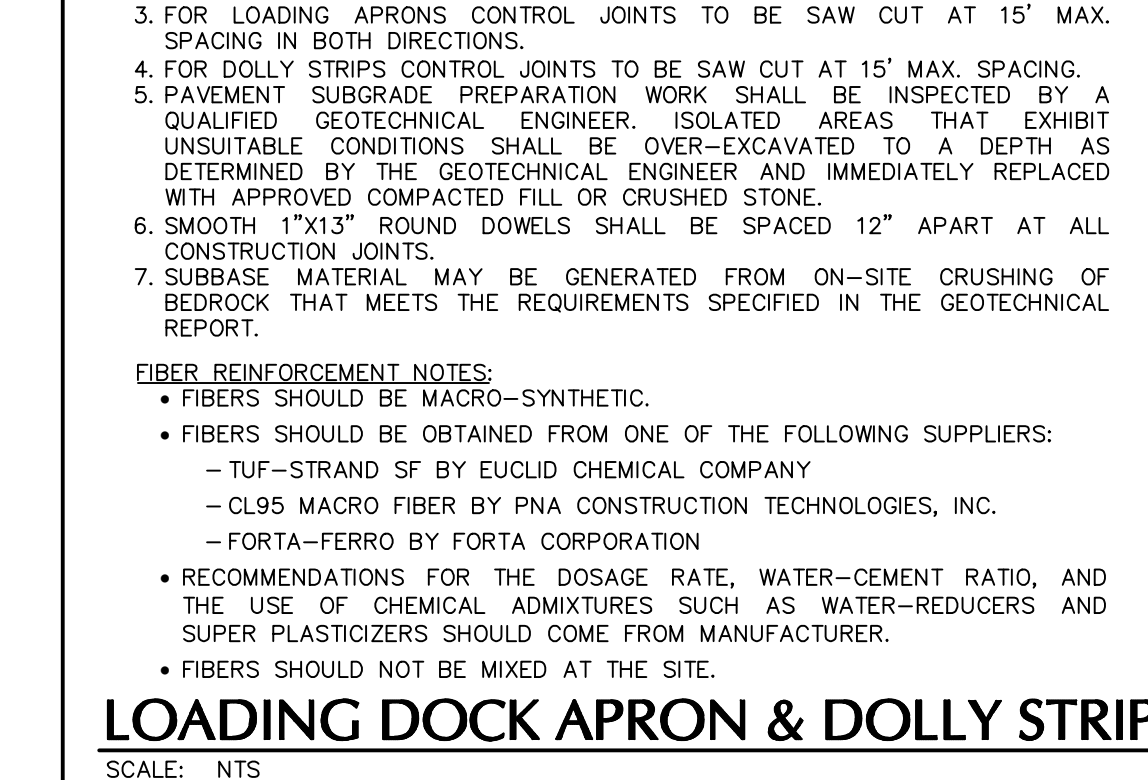 3. FOR LOADING APRONS CONTROL JOINTS TO BE SAW CUT AT 15' MAX.
SPACING IN BOTH DIRECTIONS.
4. FOR DOLLY STRIPS CONTROL JOINTS TO BE SAW CUT AT 15' MAX. SPACING.
5. PAVEMENT SUBGRADE PREPARATION WORK SHALL BE INSPECTED BY A
QUALIFIED GEOTECHNICAL ENGINEER. ISOLATED AREAS THAT EXHIBIT
UNSUITABLE CONDITIONS SHALL BE OVER-EXCAVATED TO A DEPTH AS
DETERMINED BY THE GEOTECHNICAL ENGINEER AND IMMEDIATELY REPLACED
WITH APPROVED COMPACTED FILL OR CRUSHED STONE.
6. SMOOTH 1"X13" ROUND DOWELS SHALL BE SPACED 12" APART AT ALL
CONSTRUCTION JOINTS.
7. SUBBASE MATERIAL MAY BE GENERATED FROM ON-SITE CRUSHING OF
BEDROCK THAT MEETS THE REQUIREMENTS SPECIFIED IN THE GEOTECHNICAL
REPORT.
FIBER REINFORCEMENT NOTES:
• FIBERS SHOULD BE MACRO-SYNTHETIC.
• FIBERS SHOULD BE OBTAINED FROM ONE OF THE FOLLOWING SUPPLIERS:
- TUF-STRAND SF BY EUCLID CHEMICAL COMPANY
- CL95 MACRO FIBER BY PNA CONSTRUCTION TECHNOLOGIES, INC.
- FORTA-FERRO BY FORTA CORPORATION
• RECOMMENDATIONS FOR THE DOSAGE RATE, WATER-CEMENT RATIO, AND
THE USE OF CHEMICAL ADMIXTURES SUCH AS WATER-REDUCERS AND
SUPER PLASTICIZERS SHOULD COME FROM MANUFACTURER.
• FIBERS SHOULD NOT BE MIXED AT THE SITE.
LOADING DOCK APRON & DOLLY STRIP
SCALE: NTS